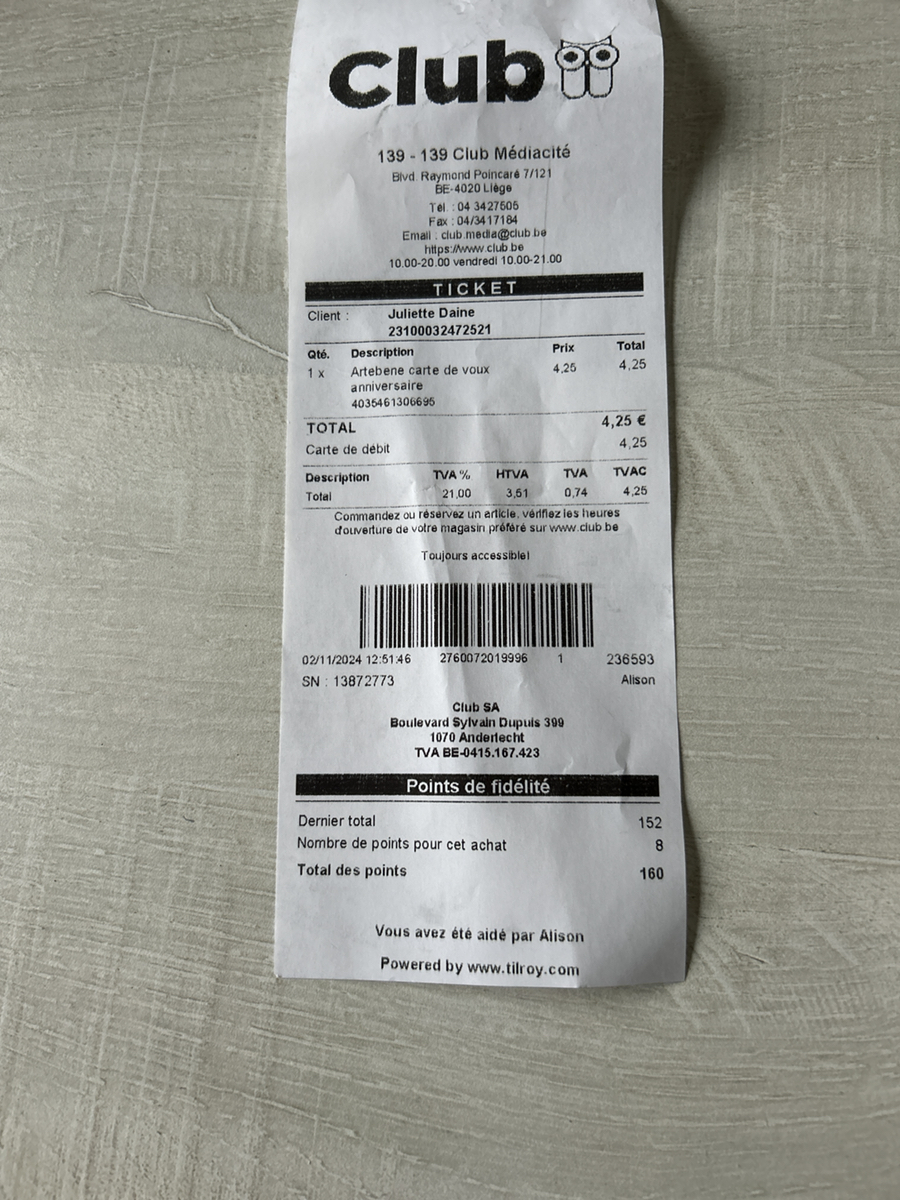 Club
139 - 139 Club Médiacité
Blvd. Raymond Poincaré 7/121
BE-4020 Liège
Tél. : 04 3427605
Fax : 04/3417184
Email : club.media@club.be
https://www.club.be
10.00-20.00 vendredi 10.00-21.00
TICKET
Client : Juliette Daine
23100032472521
Qté. Description Prix Total
1 x Artebene carte de voux 4,25 4,25
anniversaire
4035461306695
TOTAL 4,25 €
Carte de débit 4,25
Description TVA % HTVA TVA TVAC
Total 21,00 3,51 0,74 4,25
Commandez ou réservez un article, vérifiez les heures
d'ouverture de votre magasin préféré sur www.club.be
Toujours accessible!
02/11/2024 12:51:46 2760072019996 1 236593
SN : 13872773 Alison
Club SA
Boulevard Sylvain Dupuis 399
1070 Anderlecht
TVA BE-0415.167.423
Points de fidélité
Dernier total 152
Nombre de points pour cet achat 8
Total des points 160
Vous avez été aidé par Alison
Powered by www.tilroy.com